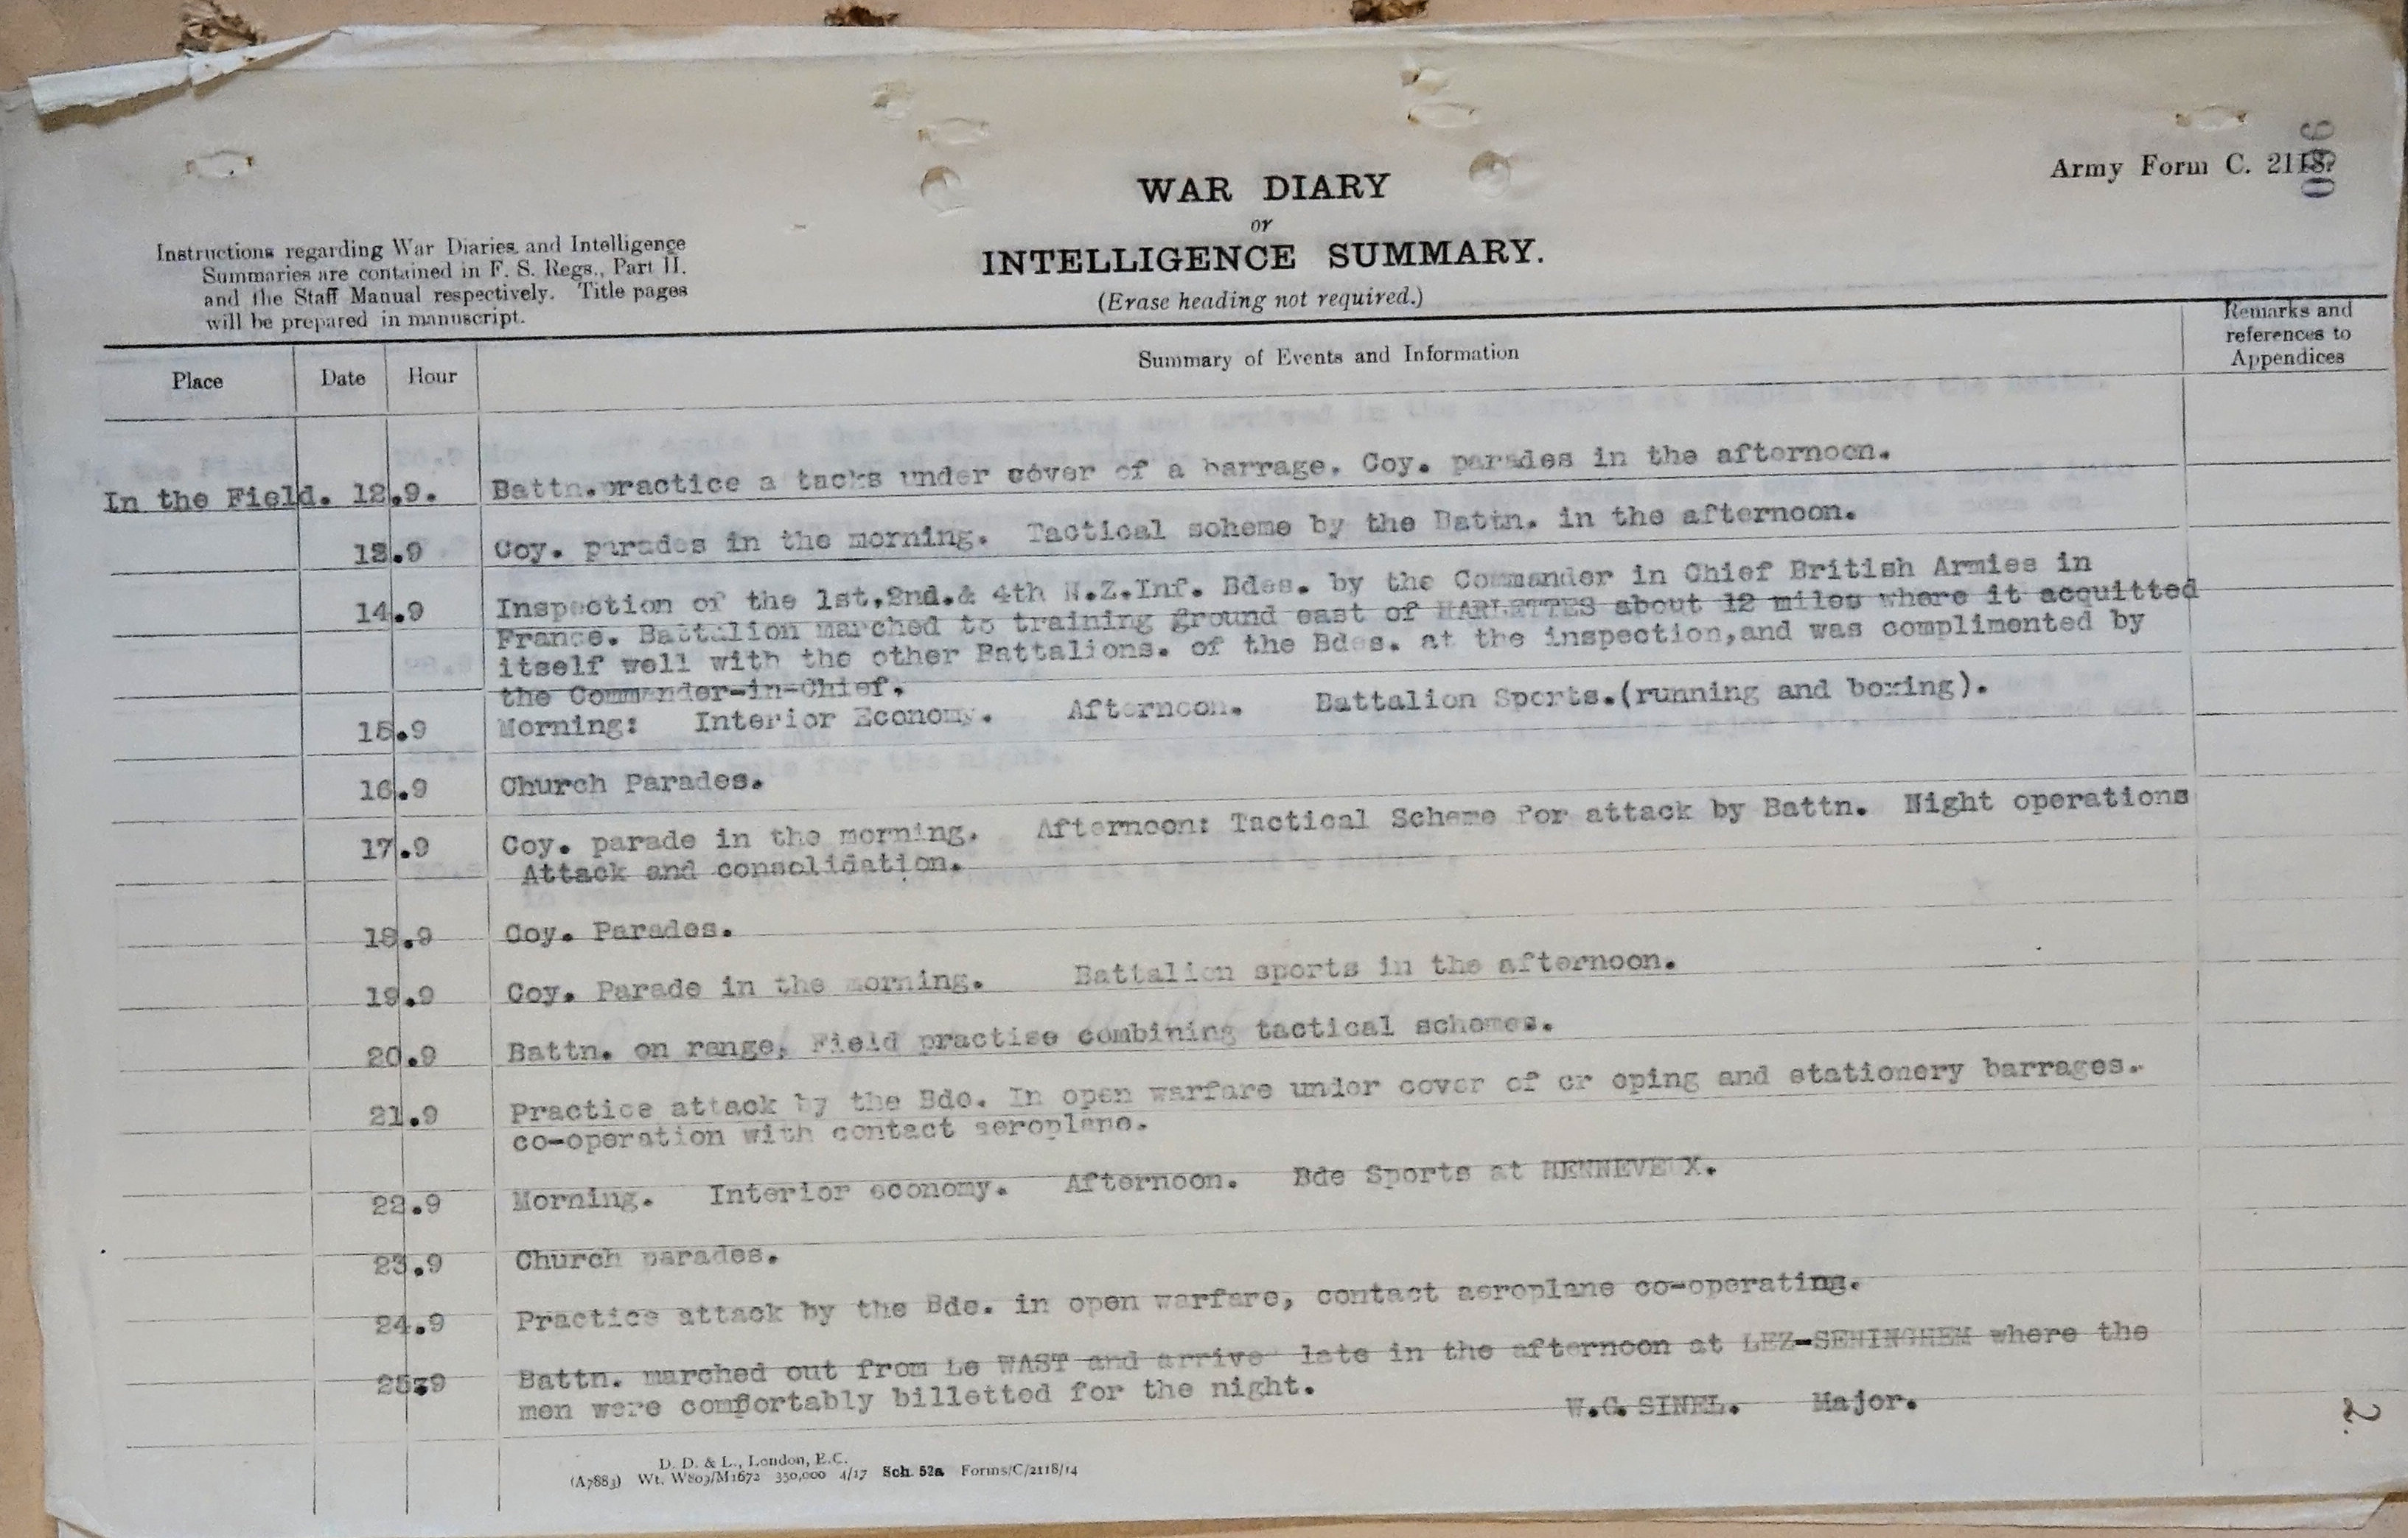 Army Form C. 2118.
0990
WAR DIARY
or
INTELLIGENCE SUMMARY.
(Erase heading not required.)
Instructions regarding War Diaries and Intelligence
Summaries are contained in F. S. Regs., Part II.
and the Staff Manual respectively. Title pages
will be prepared in manuscript.
Place Date Hour Summary of Events and Information Remarks and references to Appendices
In the Field. 12.9. Battn.practice a tacks under cover of a barrage. Coy. parades in the afternoon.
13.9 Coy. parades in the morning. Tactical scheme by the Battn. in the afternoon.
14.9 Inspection of the 1st.2nd.& 4th N.Z.Inf. Bdes. by the Commander in Chief British Armies in
France. Battalion marched to training ground east of HARLETTES about 12 miles where it acquitted
itself well with the other Battalions. of the Bdes. at the inspection,and was complimented by
the Commander-in-Chief.
15.9 Morning: Interior Economy. Afternoon. Battalion Sports.(running and boxing).
16.9 Church Parades.
17.9 Coy. parade in the morning. Afternoon: Tactical Scheme for attack by Battn. Night operations
Attack and consolidation.
18.9 Coy. Parades.
19.9 Coy. Parade in the morning. Battalion sports in the afternoon.
20.9 Battn. on range, Field practise combining tactical schemes.
21.9 Practice attack by the Bde. In open warfare under cover of cr oping and stationery barrages.
co-operation with contact aeroplane.
22.9 Morning. Interior economy. Afternoon. Bde Sports at HENNEVEUX.
23.9 Church parades.
24.9 Practice attack by the Bde. in open warfare, contact aeroplane co-operating.
25.9 Battn. marched out from Le WAST and arrive late in the afternoon at LEZ-SENINGHEM where the
men were comfortably billetted for the night.
W.G.SINEL. Major.
2.
D. D. & L., London, E.C.
(A7883) Wt. W809/M1672 350,000 4/17 Sch. 52a Forms/C/2118/14